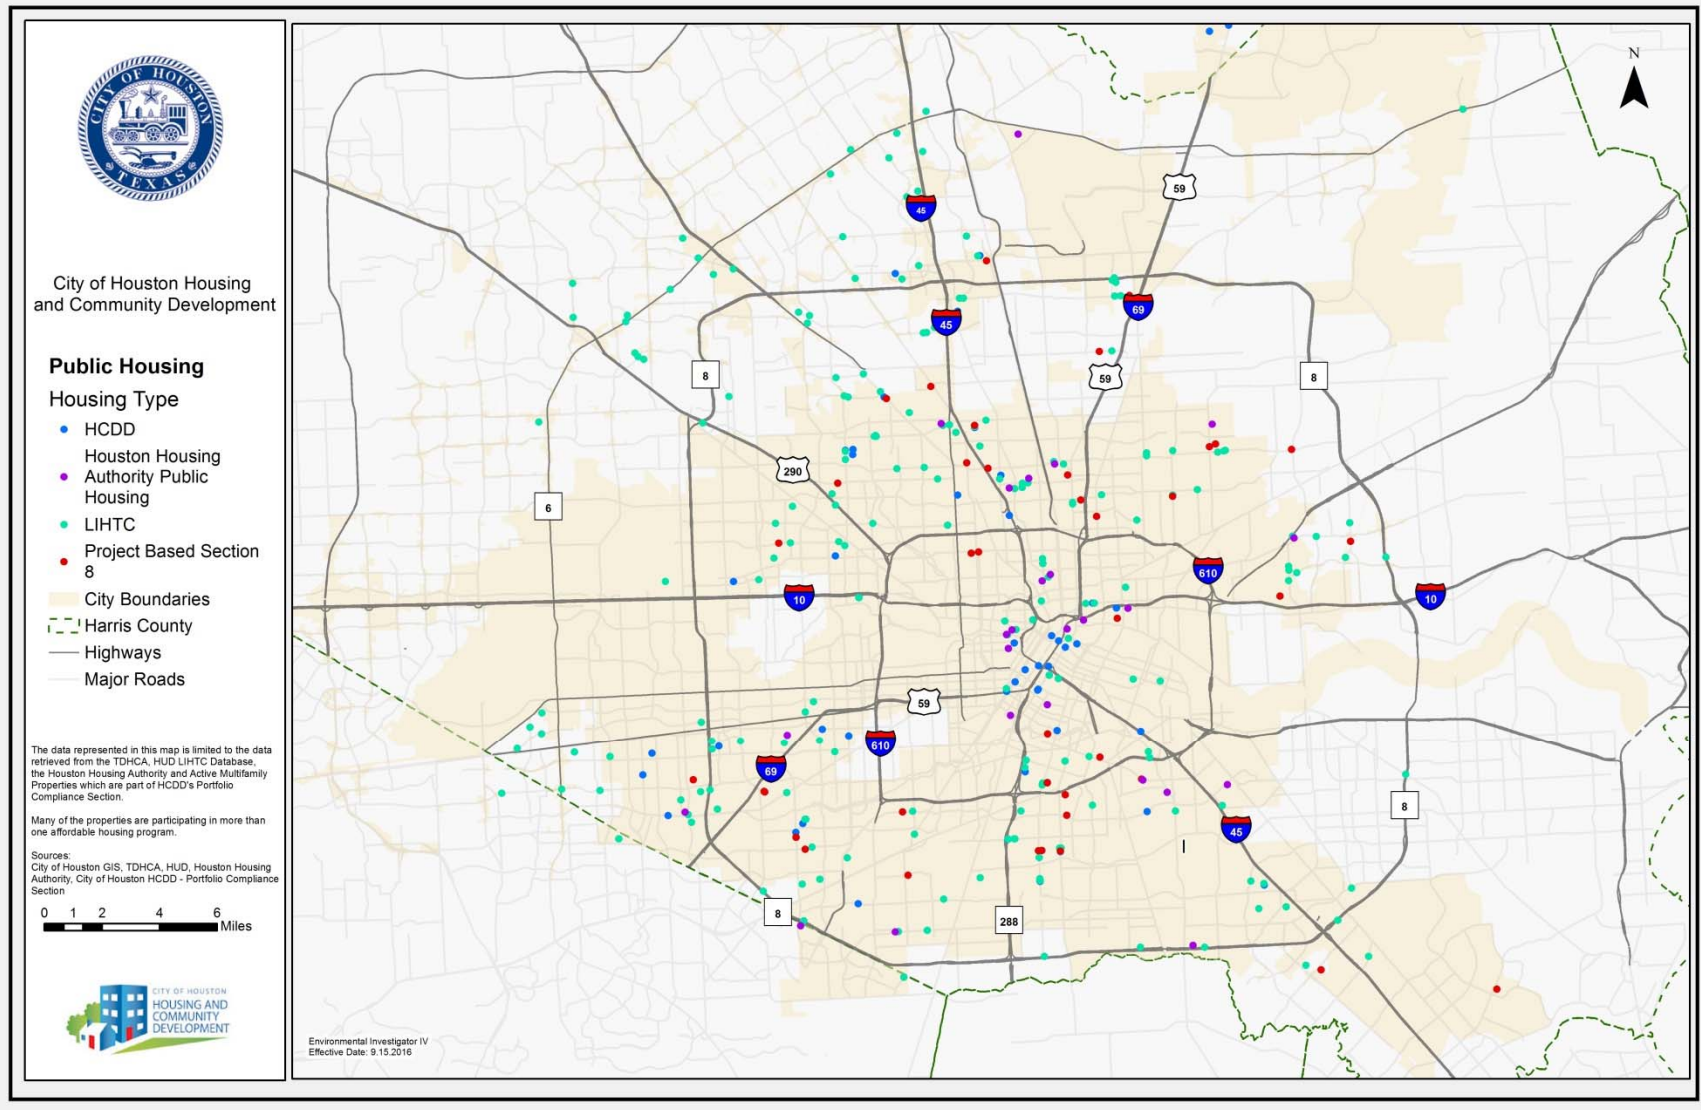 CITY OF HOUSTON
TEXAS
City of Houston Housing
and Community Development
Public Housing
Housing Type
HCDD
Houston Housing
Authority Public
Housing
LIHTC
Project Based Section
8
City Boundaries
Harris County
Highways
Major Roads
The data represented in this map is limited to the data
retrieved from the TDHCA, HUD LIHTC Database,
the Houston Housing Authority and Active Multifamily
Properties which are part of HCDD's Portfolio
Compliance Section.
Many of the properties are participating in more than
one affordable housing program.
Sources:
City of Houston GIS, TDHCA, HUD, Houston Housing
Authority, City of Houston HCDD - Portfolio Compliance
Section
0 1 2 4 6
Miles
CITY OF HOUSTON
HOUSING AND
COMMUNITY
DEVELOPMENT
N
59
45
69
45
8
59
8
290
6
610
10
10
59
610
69
8
45
8
288
Environmental Investigator IV
Effective Date: 9.15.2016